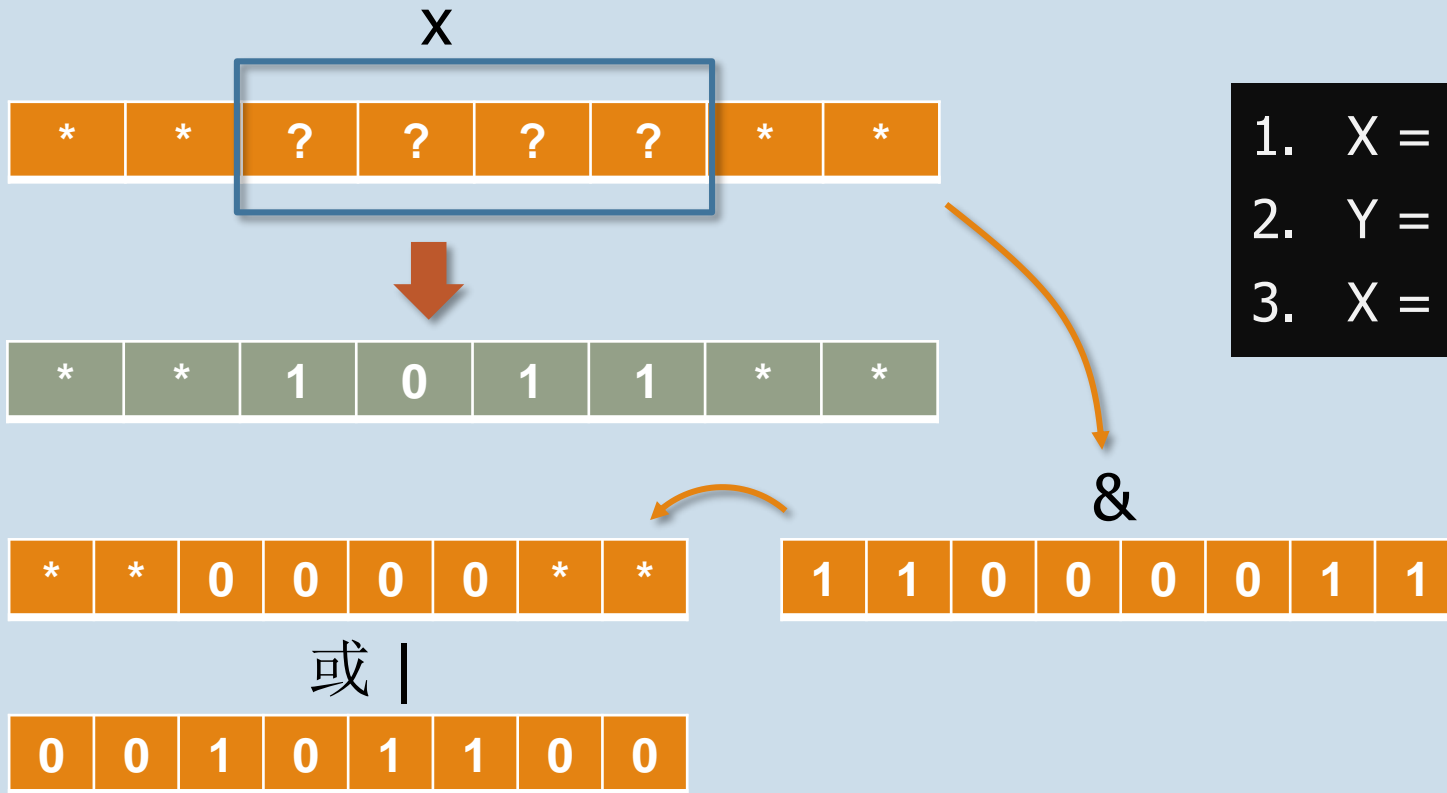 X
* * ? ? ? ? * *
1. X =
2. Y =
3. X =
* * 1 0 1 1 * *
&
* * 0 0 0 0 * *
1 1 0 0 0 0 1 1
或 |
0 0 1 0 1 1 0 0